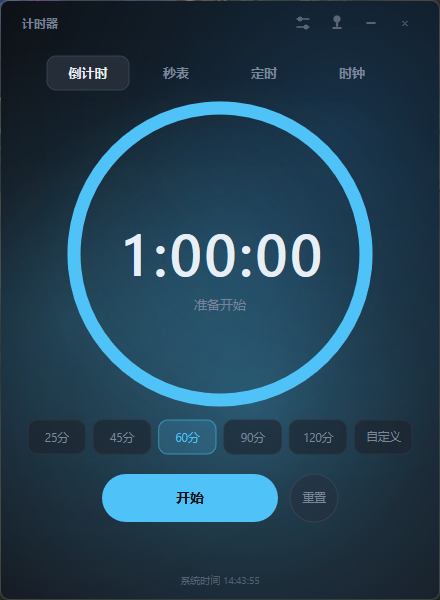 计时器
倒计时 秒表 定时 时钟
1:00:00
准备开始
25分 45分 60分 90分 120分 自定义
开始 重置
系统时间 14:43:55